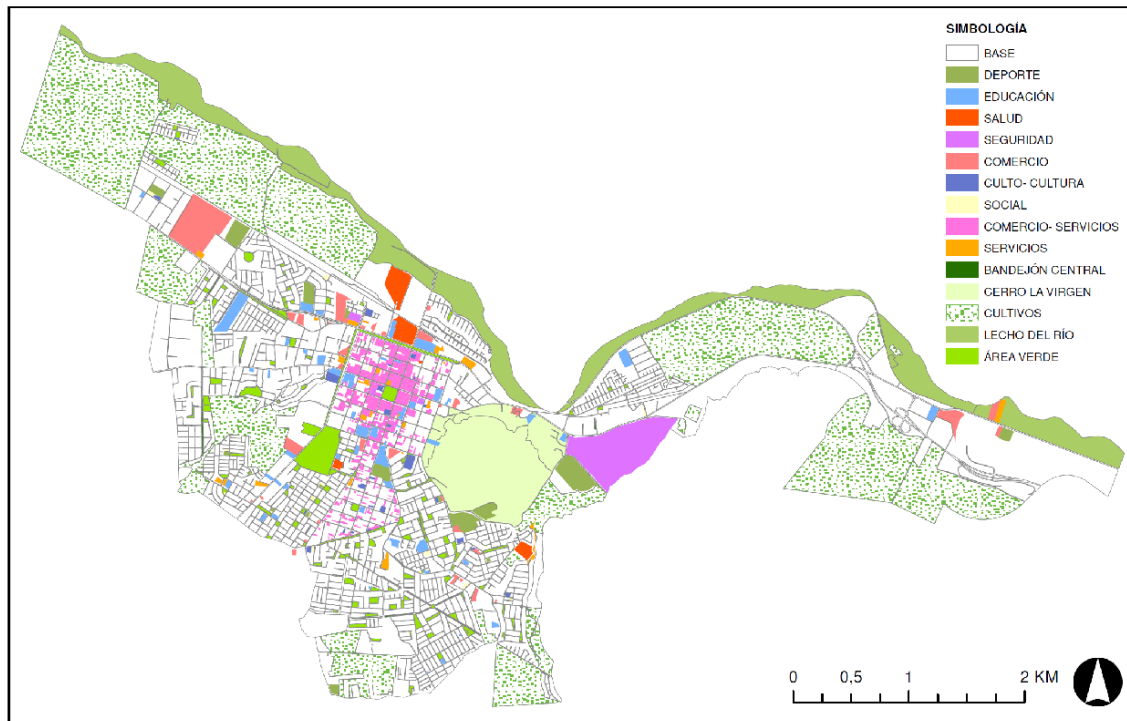 SIMBOLOGÍA
BASE
DEPORTE
EDUCACIÓN
SALUD
SEGURIDAD
COMERCIO
CULTO- CULTURA
SOCIAL
COMERCIO- SERVICIOS
SERVICIOS
BANDEJÓN CENTRAL
CERRO LA VIRGEN
CULTIVOS
LECHO DEL RÍO
ÁREA VERDE
0 0,5 1 2 KM